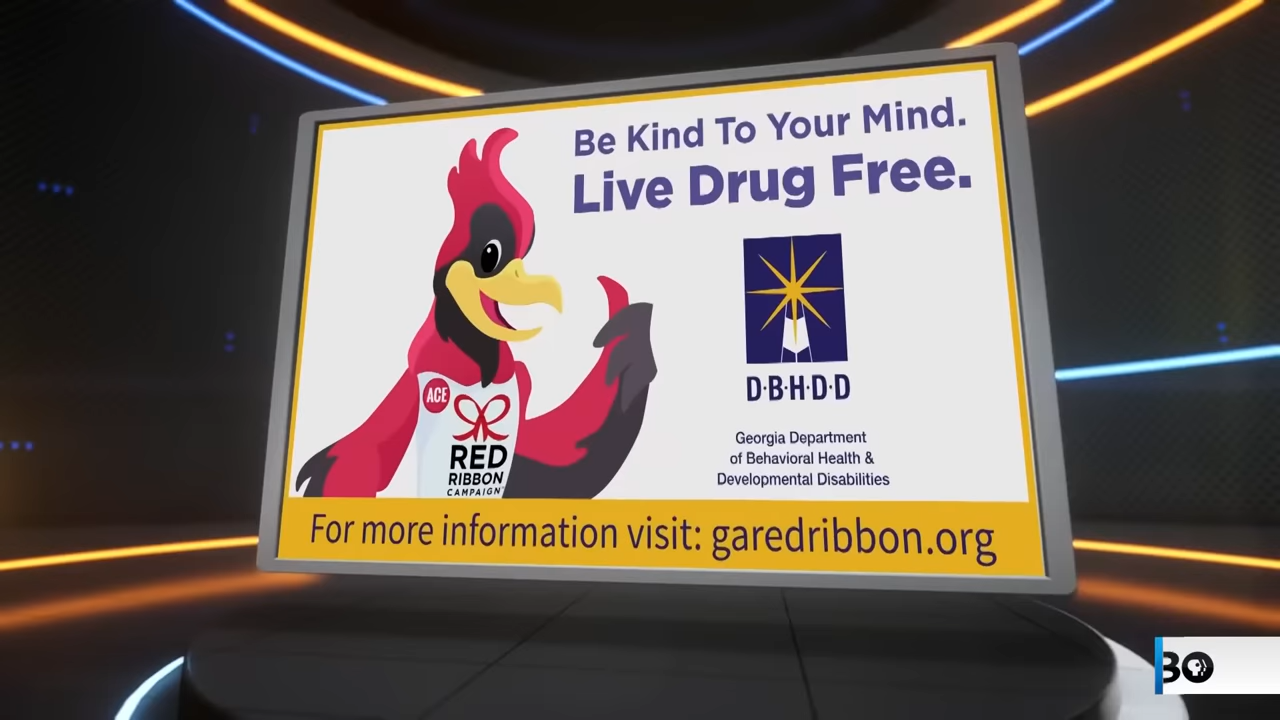 Be Kind To Your Mind.
Live Drug Free.
ACE
RED
RIBBON
CAMPAIGN
D·B·H·D·D
Georgia Department
of Behavioral Health &
Developmental Disabilities
For more information visit: garedribbon.org